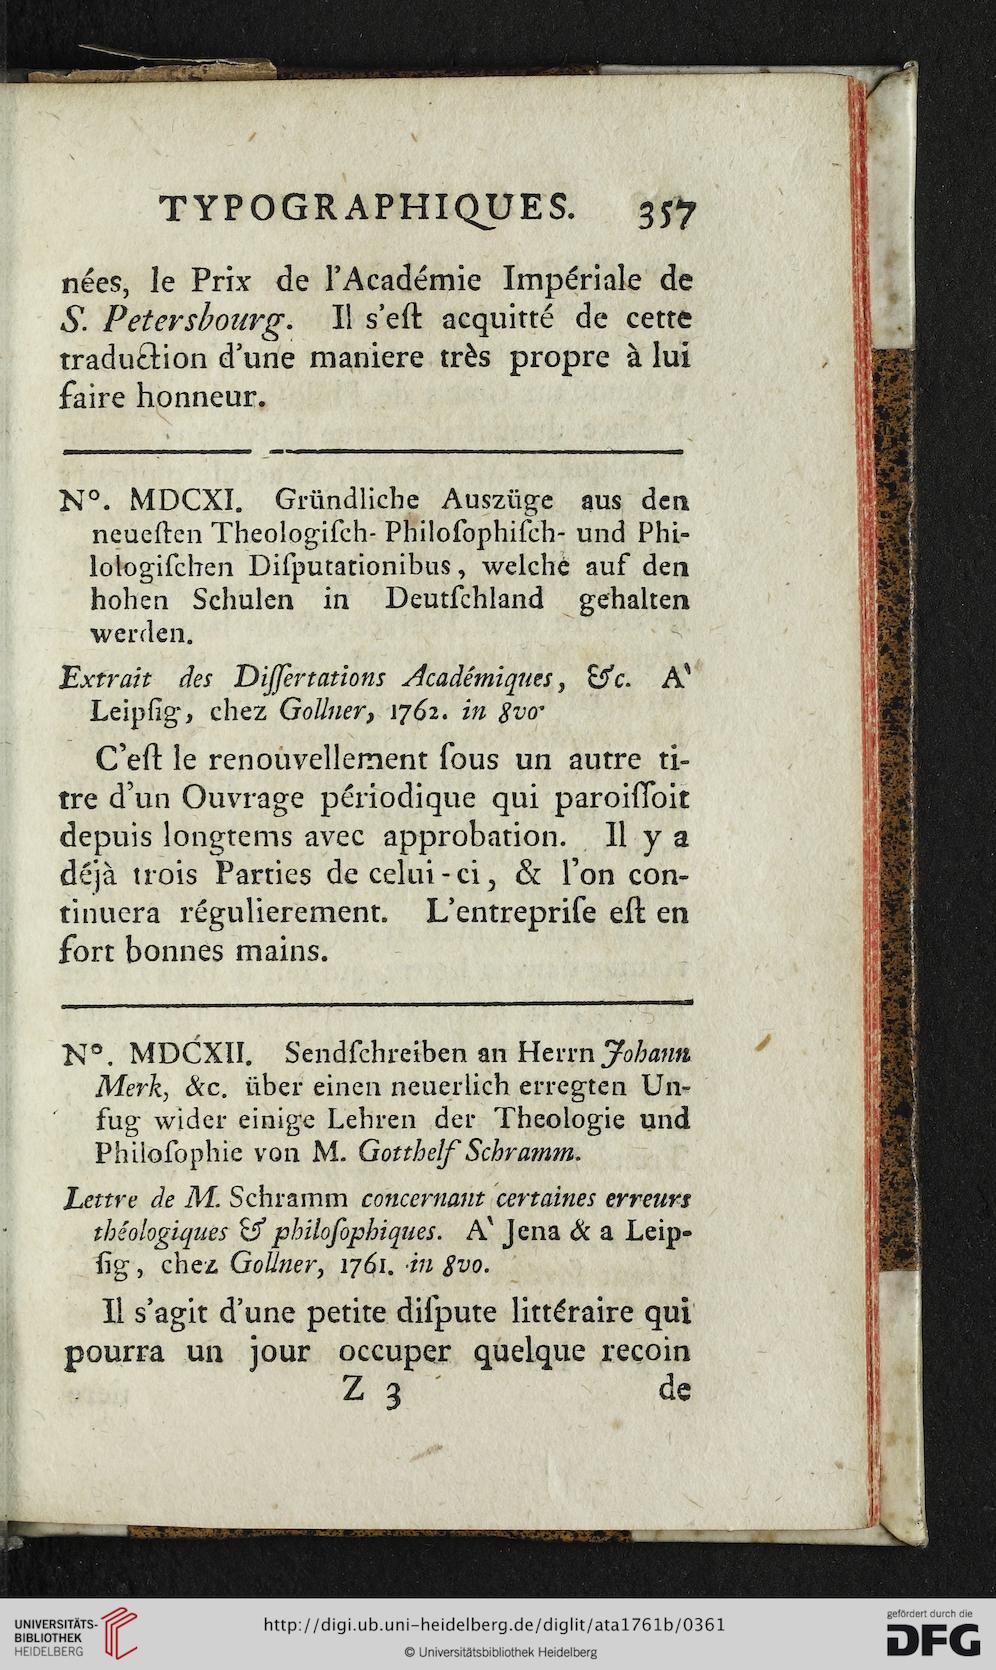 TYPOGRAPHIQUES. 357
nées, le Prix de l'Académie Impériale de
S. Petersbourg. Il s'eſt acquitté de cette
traduction d'une maniere très propre à lui
faire honneur.
N°. MDCXI. Gründliche Auszüge aus den
neueſten Theologiſch- Philoſophiſch- und Phi-
lologiſchen Diſputationibus, welche auf den
hohen Schulen in Deutſchland gehalten
werden.
Extrait des Diſſertations Académiques, &c. A'
Leipſig, chez Gollner, 1762. in 8vo·
C'eſt le renouvellement ſous un autre ti-
tre d'un Ouvrage périodique qui paroiſſoit
depuis longtems avec approbation. Il y a
déjà trois Parties de celui-ci, & l'on con-
tinuera régulierement. L'entrepriſe eſt en
fort bonnes mains.
N°. MDCXII. Sendſchreiben an Herrn Johann
Merk, &c. über einen neuerlich erregten Un-
fug wider einige Lehren der Theologie und
Philoſophie von M. Gotthelf Schramm.
Lettre de M. Schramm concernant certaines erreurs
théologiques & philoſophiques. A' Jena & a Leip-
ſig, chez Gollner, 1761. in 8vo.
Il s'agit d'une petite diſpute littéraire qui
pourra un jour occuper quelque recoin
Z 3 de
UNIVERSITÄTS-
BIBLIOTHEK
HEIDELBERG
http://digi.ub.uni-heidelberg.de/diglit/ata1761b/0361
© Universitätsbibliothek Heidelberg
gefördert durch die
DFG